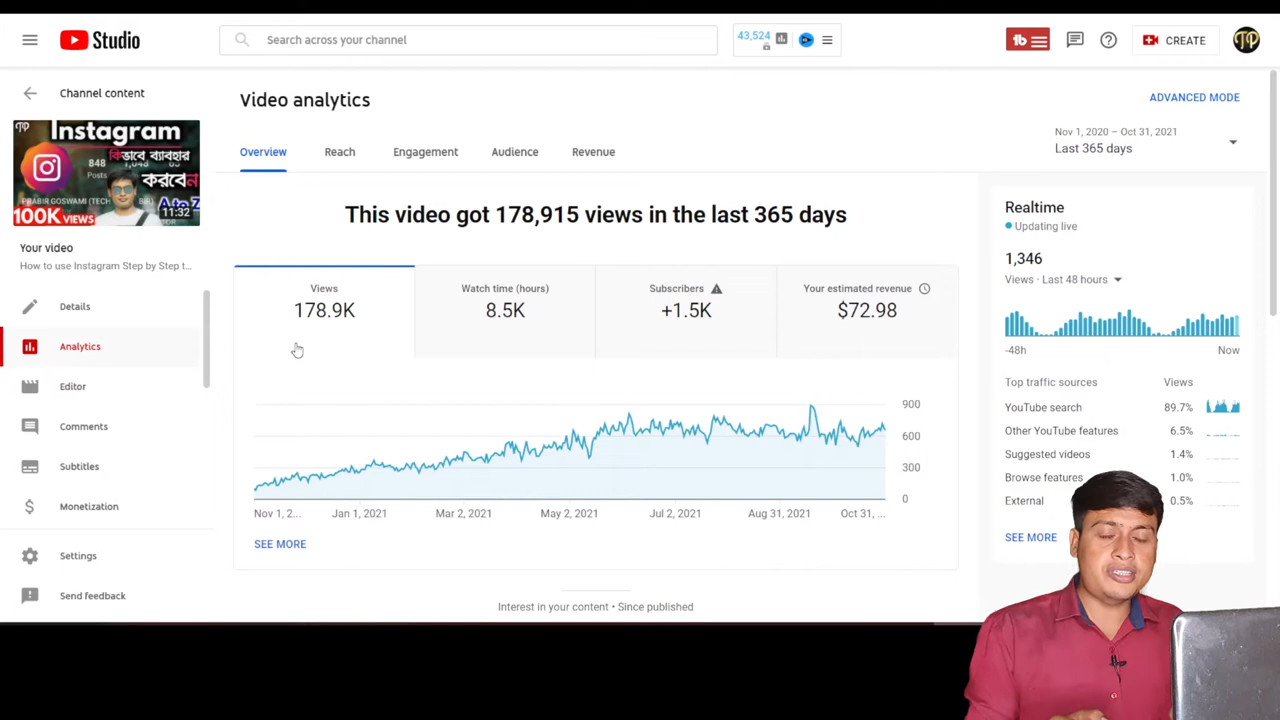 Studio
Search across your channel
43,524
tb
CREATE
TP
Channel content
Video analytics
ADVANCED MODE
Nov 1, 2020 – Oct 31, 2021
Last 365 days
TP
Instagram
কিভাবে ব্যাবহার
করবেন
848
Posts
A to Z
100K VIEWS
11:32
Overview
Reach
Engagement
Audience
Revenue
This video got 178,915 views in the last 365 days
Your video
How to use Instagram Step by Step t...
Details
Analytics
Editor
Comments
Subtitles
Monetization
Settings
Send feedback
Views
178.9K
Watch time (hours)
8.5K
Subscribers
+1.5K
Your estimated revenue
$72.98
900
600
300
0
Nov 1, 2...
Jan 1, 2021
Mar 2, 2021
May 2, 2021
Jul 2, 2021
Aug 31, 2021
Oct 31, ...
SEE MORE
Interest in your content • Since published
Realtime
Updating live
1,346
Views · Last 48 hours
-48h
Now
Top traffic sources
Views
YouTube search
89.7%
Other YouTube features
6.5%
Suggested videos
1.4%
Browse features
1.0%
External
0.5%
SEE MORE